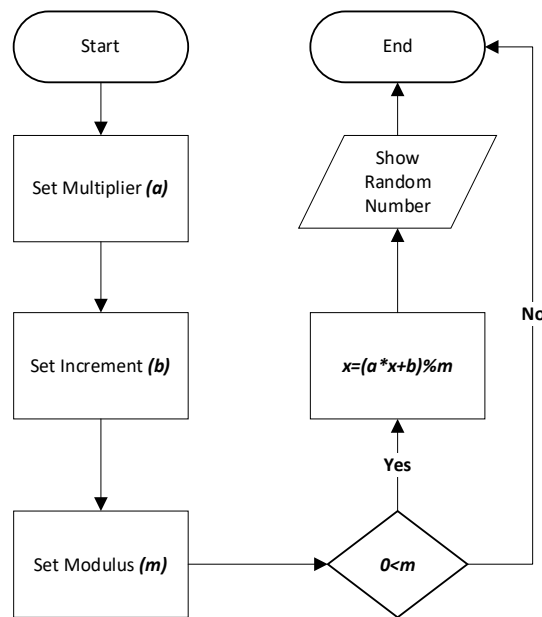 Start
Set Multiplier (a)
Set Increment (b)
Set Modulus (m)
0<m
Yes
No
x=(a*x+b)%m
Show
Random
Number
End